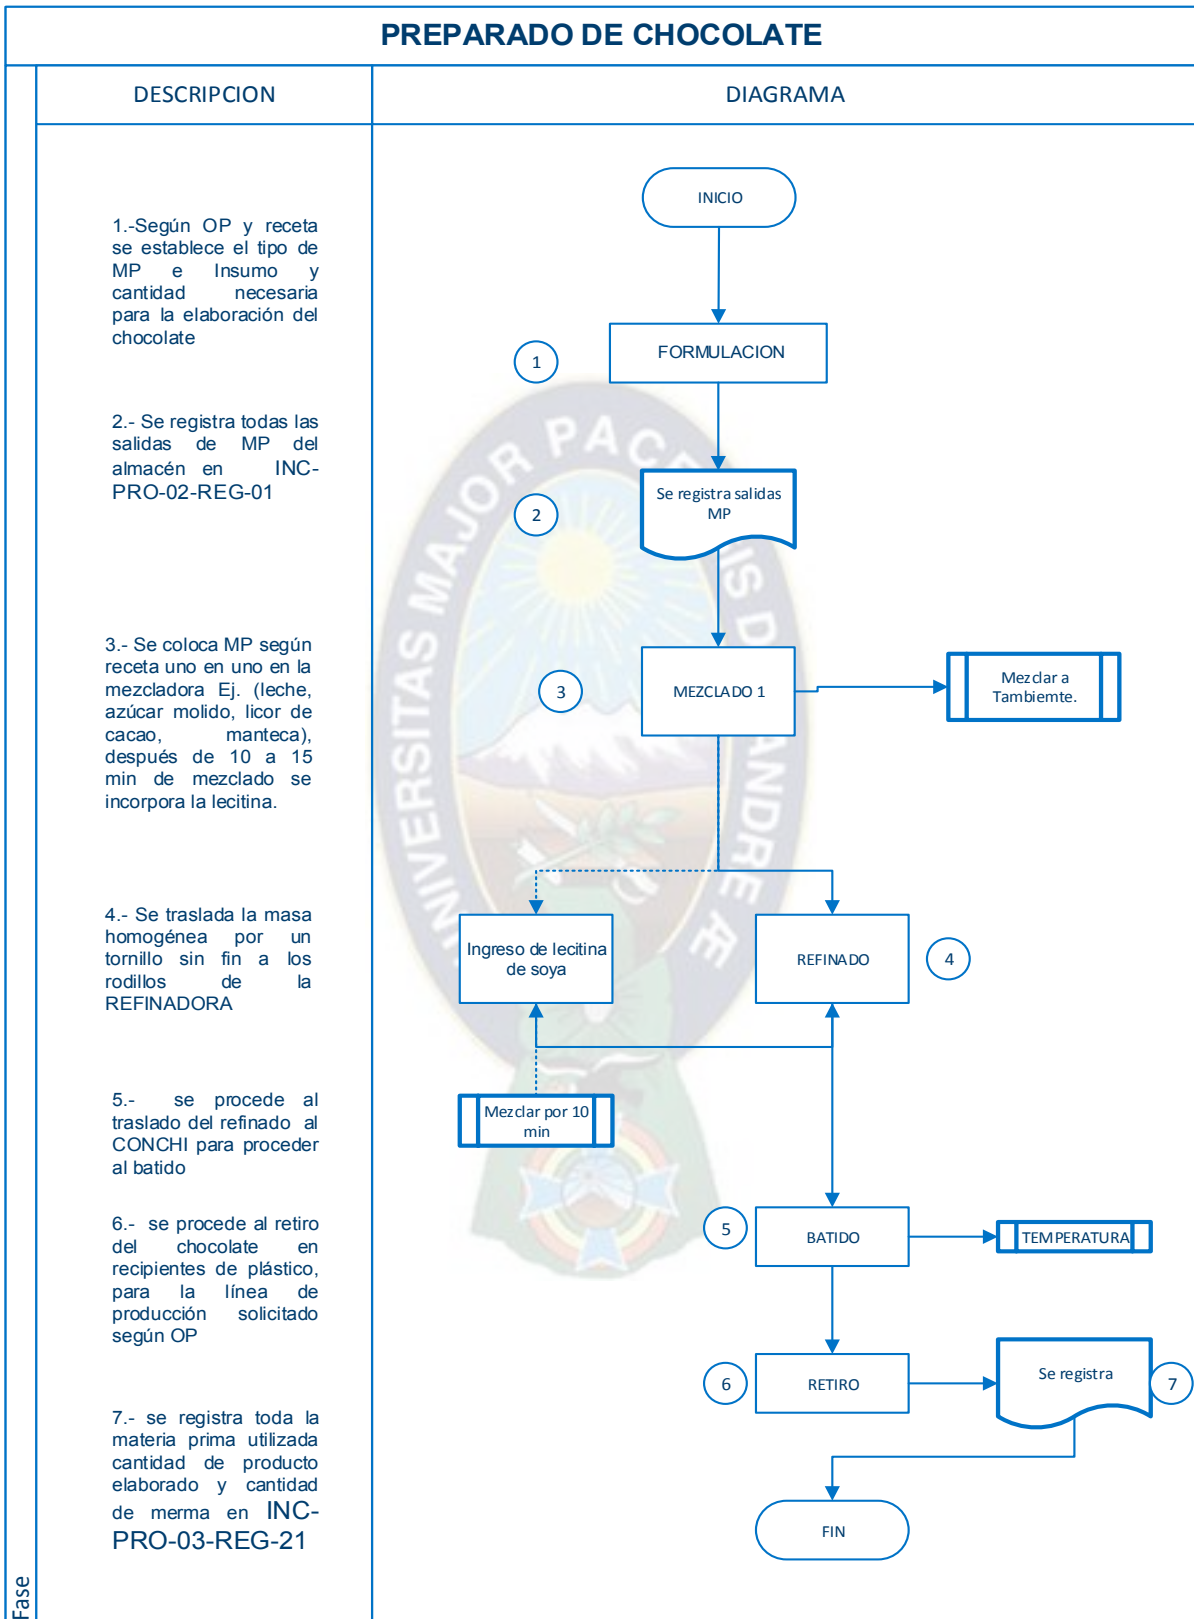 PREPARADO DE CHOCOLATE
DESCRIPCION
DIAGRAMA
1.-Según OP y receta
se establece el tipo de
MP e Insumo y
cantidad necesaria
para la elaboración del
chocolate
2.- Se registra todas las
salidas de MP del
almacén en INC-
PRO-02-REG-01
3.- Se coloca MP según
receta uno en uno en la
mezcladora Ej. (leche,
azúcar molido, licor de
cacao, manteca),
después de 10 a 15
min de mezclado se
incorpora la lecitina.
4.- Se traslada la masa
homogénea por un
tornillo sin fin a los
rodillos de la
REFINADORA
5.- se procede al
traslado del refinado al
CONCHI para proceder
al batido
6.- se procede al retiro
del chocolate en
recipientes de plástico,
para la línea de
producción solicitado
según OP
7.- se registra toda la
materia prima utilizada
cantidad de producto
elaborado y cantidad
de merma en INC-
PRO-03-REG-21
Fase
INICIO
1
FORMULACION
2
Se registra salidas
MP
3
MEZCLADO 1
Mezclar a
Tambiemte.
Ingreso de lecitina
de soya
REFINADO
4
Mezclar por 10
min
5
BATIDO
TEMPERATURA
6
RETIRO
Se registra
7
FIN
UNIVERSITAS MAJOR PACENSIS DIVI ANDREÆ